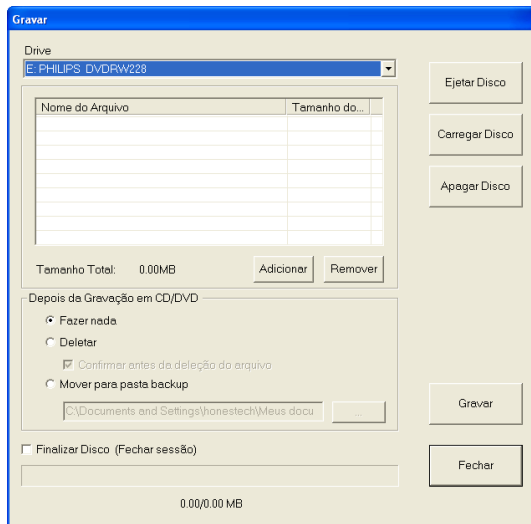 Gravar
Drive
E: PHILIPS DVDRW228
Ejetar Disco
Nome do Arquivo Tamanho do...
Carregar Disco
Apagar Disco
Tamanho Total: 0.00MB Adicionar Remover
Depois da Gravação em CD/DVD
Fazer nada
Deletar
Confirmar antes da deleção do arquivo
Mover para pasta backup
C:\Documents and Settings\honestech\Meus docu ...
Gravar
Finalizar Disco (Fechar sessão)
Fechar
0.00/0.00 MB